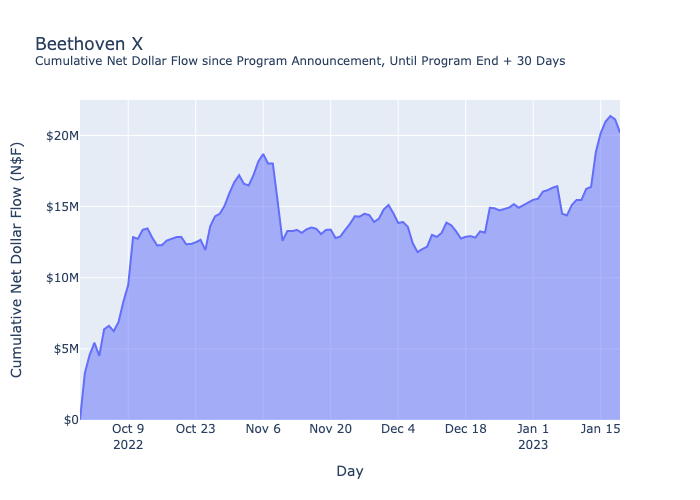 Beethoven X
Cumulative Net Dollar Flow since Program Announcement, Until Program End + 30 Days
Cumulative Net Dollar Flow (N$F)
$20M
$15M
$10M
$5M
$0
Oct 9 Oct 23 Nov 6 Nov 20 Dec 4 Dec 18 Jan 1 Jan 15
2022 2023
Day